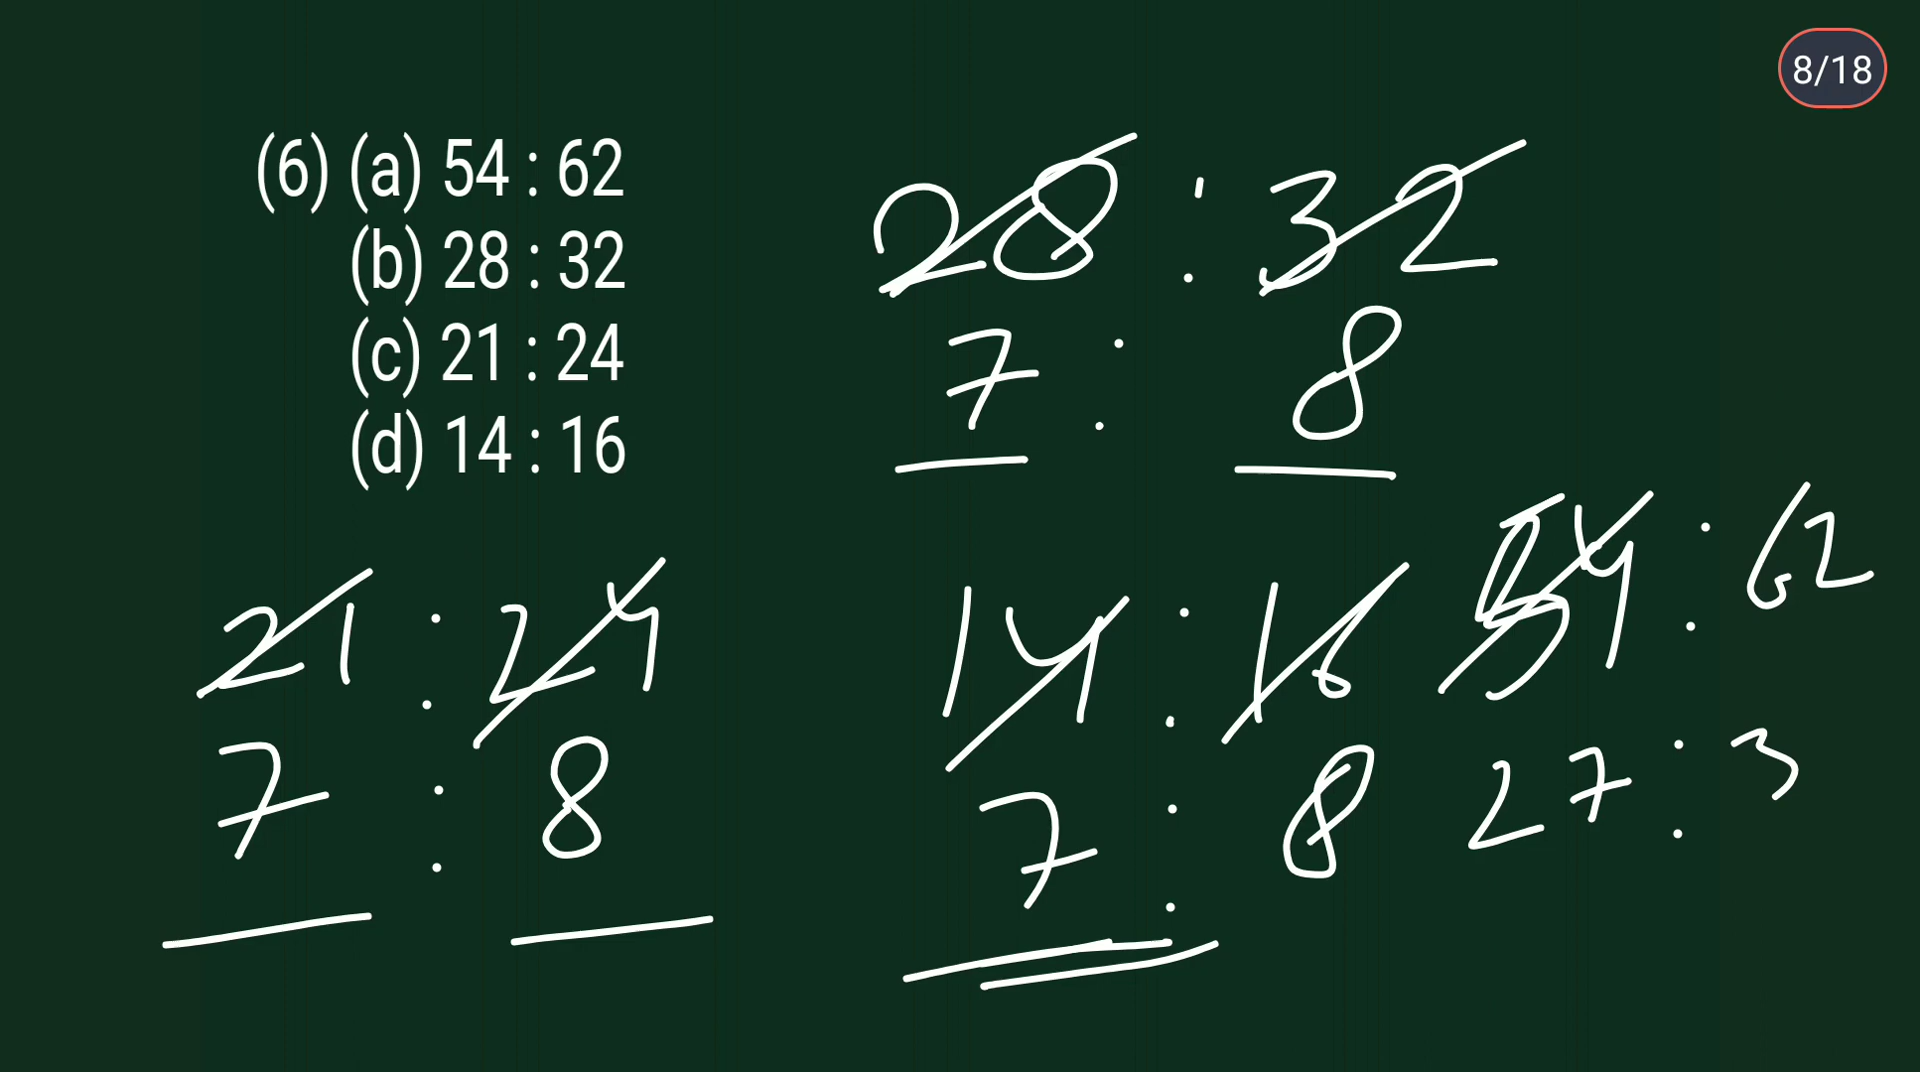 8/18
(6) (a) 54 : 62
(b) 28 : 32
(c) 21 : 24
(d) 14 : 16
28 : 32
7 : 8
21 : 24
7 : 8
14 : 16
7 : 8
54 : 62
27 : 3